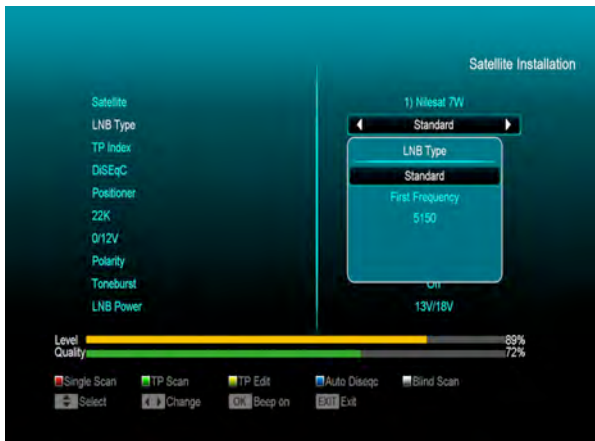 Satellite Installation
Satellite 1) Nilesat 7W
LNB Type Standard
TP Index LNB Type
DiSEqC Standard
Positioner First Frequency
22K 5150
0/12V
Polarity
Toneburst
LNB Power 13V/18V
Level 89%
Quality 72%
Single Scan TP Scan TP Edit Auto Diseqc Blind Scan
Select Change OK Beep on EXIT Exit